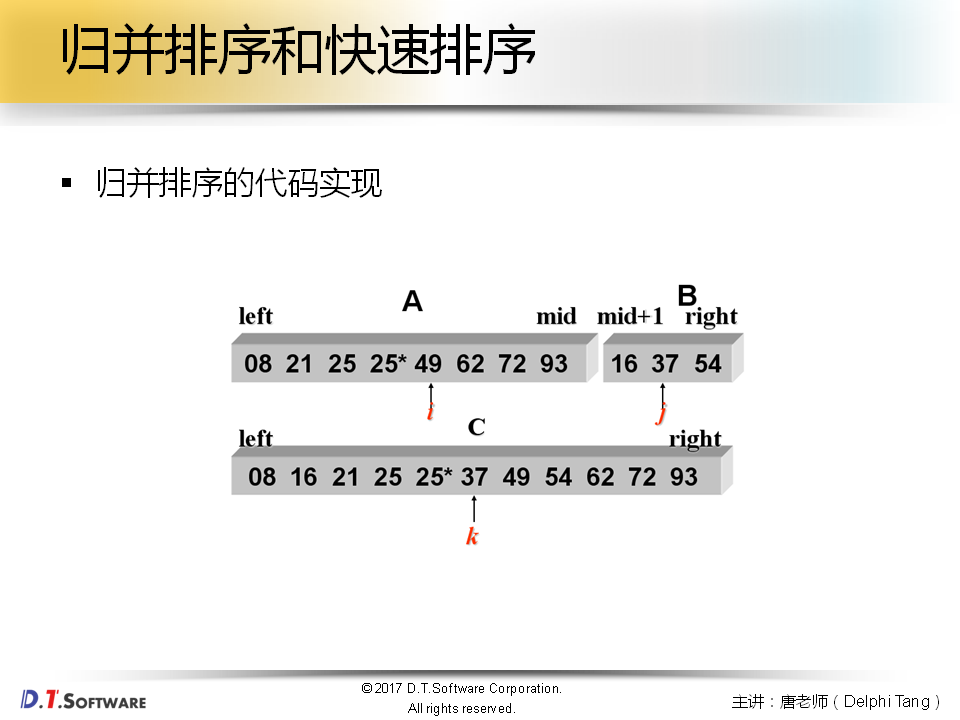 归并排序和快速排序
▪ 归并排序的代码实现
A
B
left mid mid+1 right
08 21 25 25* 49 62 72 93 16 37 54
i j
C
left right
08 16 21 25 25* 37 49 54 62 72 93
k
D.T.SOFTWARE
©2017 D.T.Software Corporation.
All rights reserved.
主讲：唐老师（Delphi Tang）